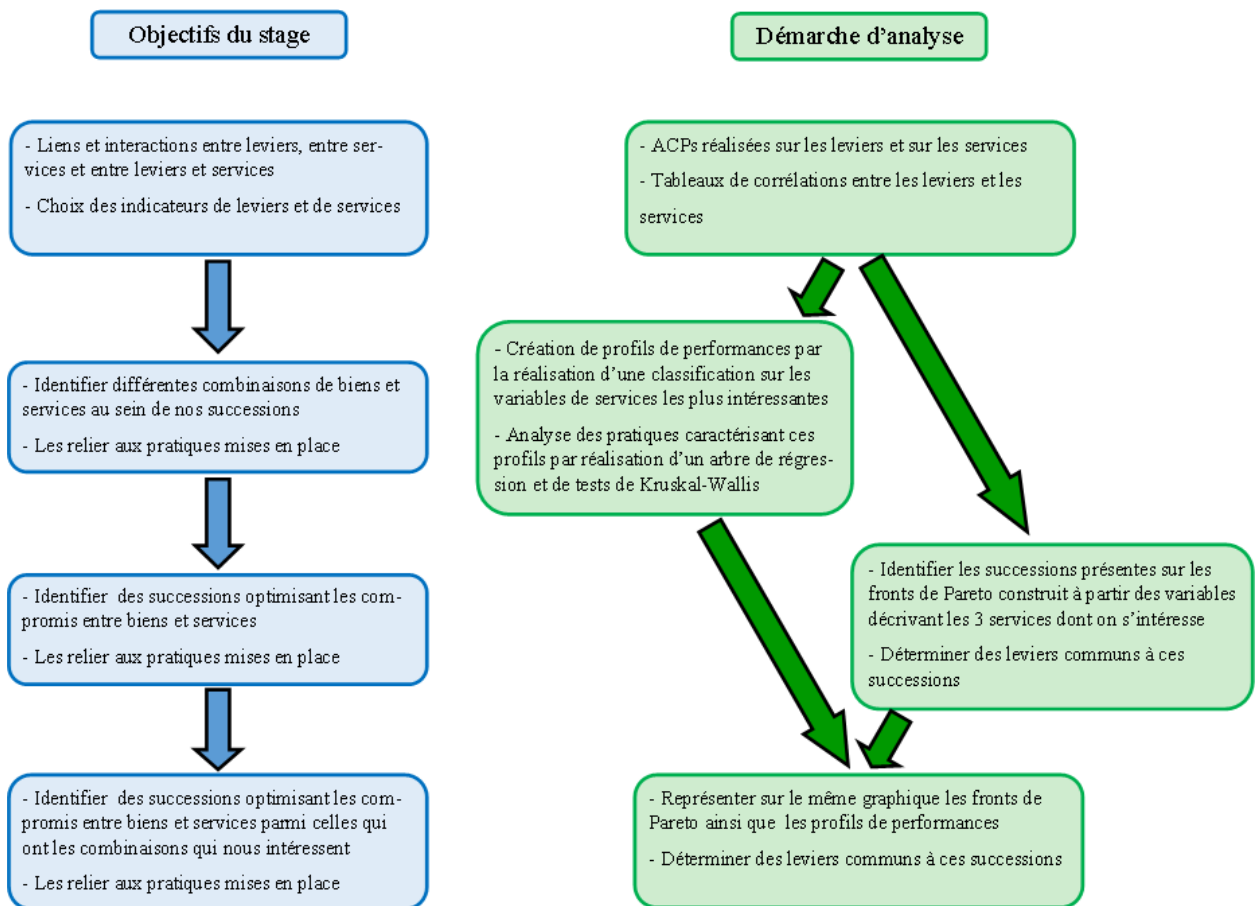 Objectifs du stage
Démarche d’analyse
- Liens et interactions entre leviers, entre ser-
vices et entre leviers et services
- Choix des indicateurs de leviers et de services
- ACPs réalisées sur les leviers et sur les services
- Tableaux de corrélations entre les leviers et les
services
- Identifier différentes combinaisons de biens et
services au sein de nos successions
- Les relier aux pratiques mises en place
- Création de profils de performances par
la réalisation d’une classification sur les
variables de services les plus intéressantes
- Analyse des pratiques caractérisant ces
profils par réalisation d’un arbre de régres-
sion et de tests de Kruskal-Wallis
- Identifier des successions optimisant les com-
promis entre biens et services
- Les relier aux pratiques mises en place
- Identifier les successions présentes sur les
fronts de Pareto construit à partir des variables
décrivant les 3 services dont on s’intéresse
- Déterminer des leviers communs à ces
successions
- Identifier des successions optimisant les com-
promis entre biens et services parmi celles qui
ont les combinaisons qui nous intéressent
- Les relier aux pratiques mises en place
- Représenter sur le même graphique les fronts de
Pareto ainsi que les profils de performances
- Déterminer des leviers communs à ces successions